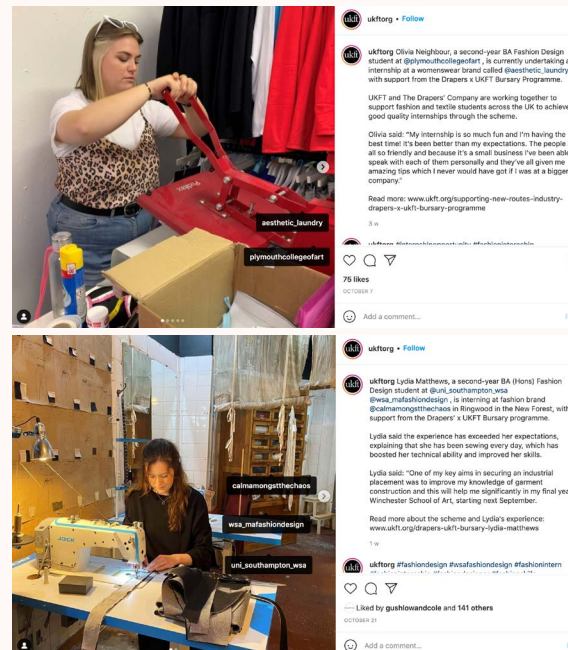 ukft
ukftorg • Follow
ukft
ukftorg Olivia Neighbour, a second-year BA Fashion Design
student at @plymouthcollegeofart , is currently undertaking a
internship at a womenswear brand called @aesthetic_laundry
with support from the Drapers x UKFT Bursary Programme.
UKFT and The Drapers' Company are working together to
support fashion and textile students across the UK to achieve
good quality internships through the scheme.
Olivia said: "My internship is so much fun and I'm having the
best time! It's been better than my expectations. The people
all so friendly and because it's a small business I've been able
speak with each of them personally and they've all given me
amazing tips which I never would have got if I was at a bigger
company."
Read more: www.ukft.org/supporting-new-routes-industry-
drapers-x-ukft-bursary-programme
3 w
aesthetic_laundry
plymouthcollegeofart
75 likes
OCTOBER 7
Add a comment...
ukft
ukftorg • Follow
ukft
ukftorg Lydia Matthews, a second-year BA (Hons) Fashion
Design student at @uni_southampton_wsa
@wsa_mafashiondesign , is interning at fashion brand
@calmamongstthechaos in Ringwood in the New Forest, with
support from the Drapers' x UKFT Bursary programme.
Lydia said the experience has exceeded her expectations,
explaining that she has been sewing every day, which has
boosted her technical ability and improved her skills.
Lydia said: "One of my key aims in securing an industrial
placement was to improve my knowledge of garment
construction and this will help me significantly in my final yea
Winchester School of Art, starting next September.
Read more about the scheme and Lydia's experience:
www.ukft.org/drapers-ukft-bursary-lydia-matthews
1 w
ukft
ukftorg #fashiondesign #wsafashiondesign #fashionintern
calmamongstthechaos
wsa_mafashiondesign
uni_southampton_wsa
JACK
Liked by gushlowandcole and 141 others
OCTOBER 21
Add a comment...